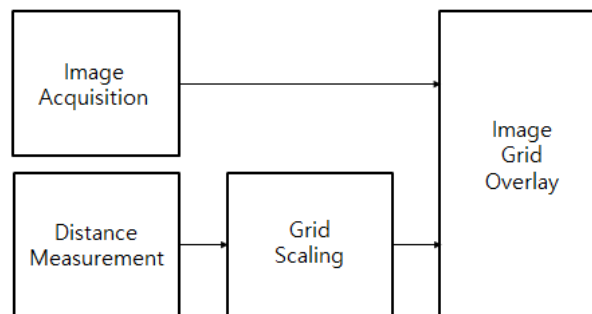 Image
Acquisition
Image
Grid
Overlay
Distance
Measurement
Grid
Scaling